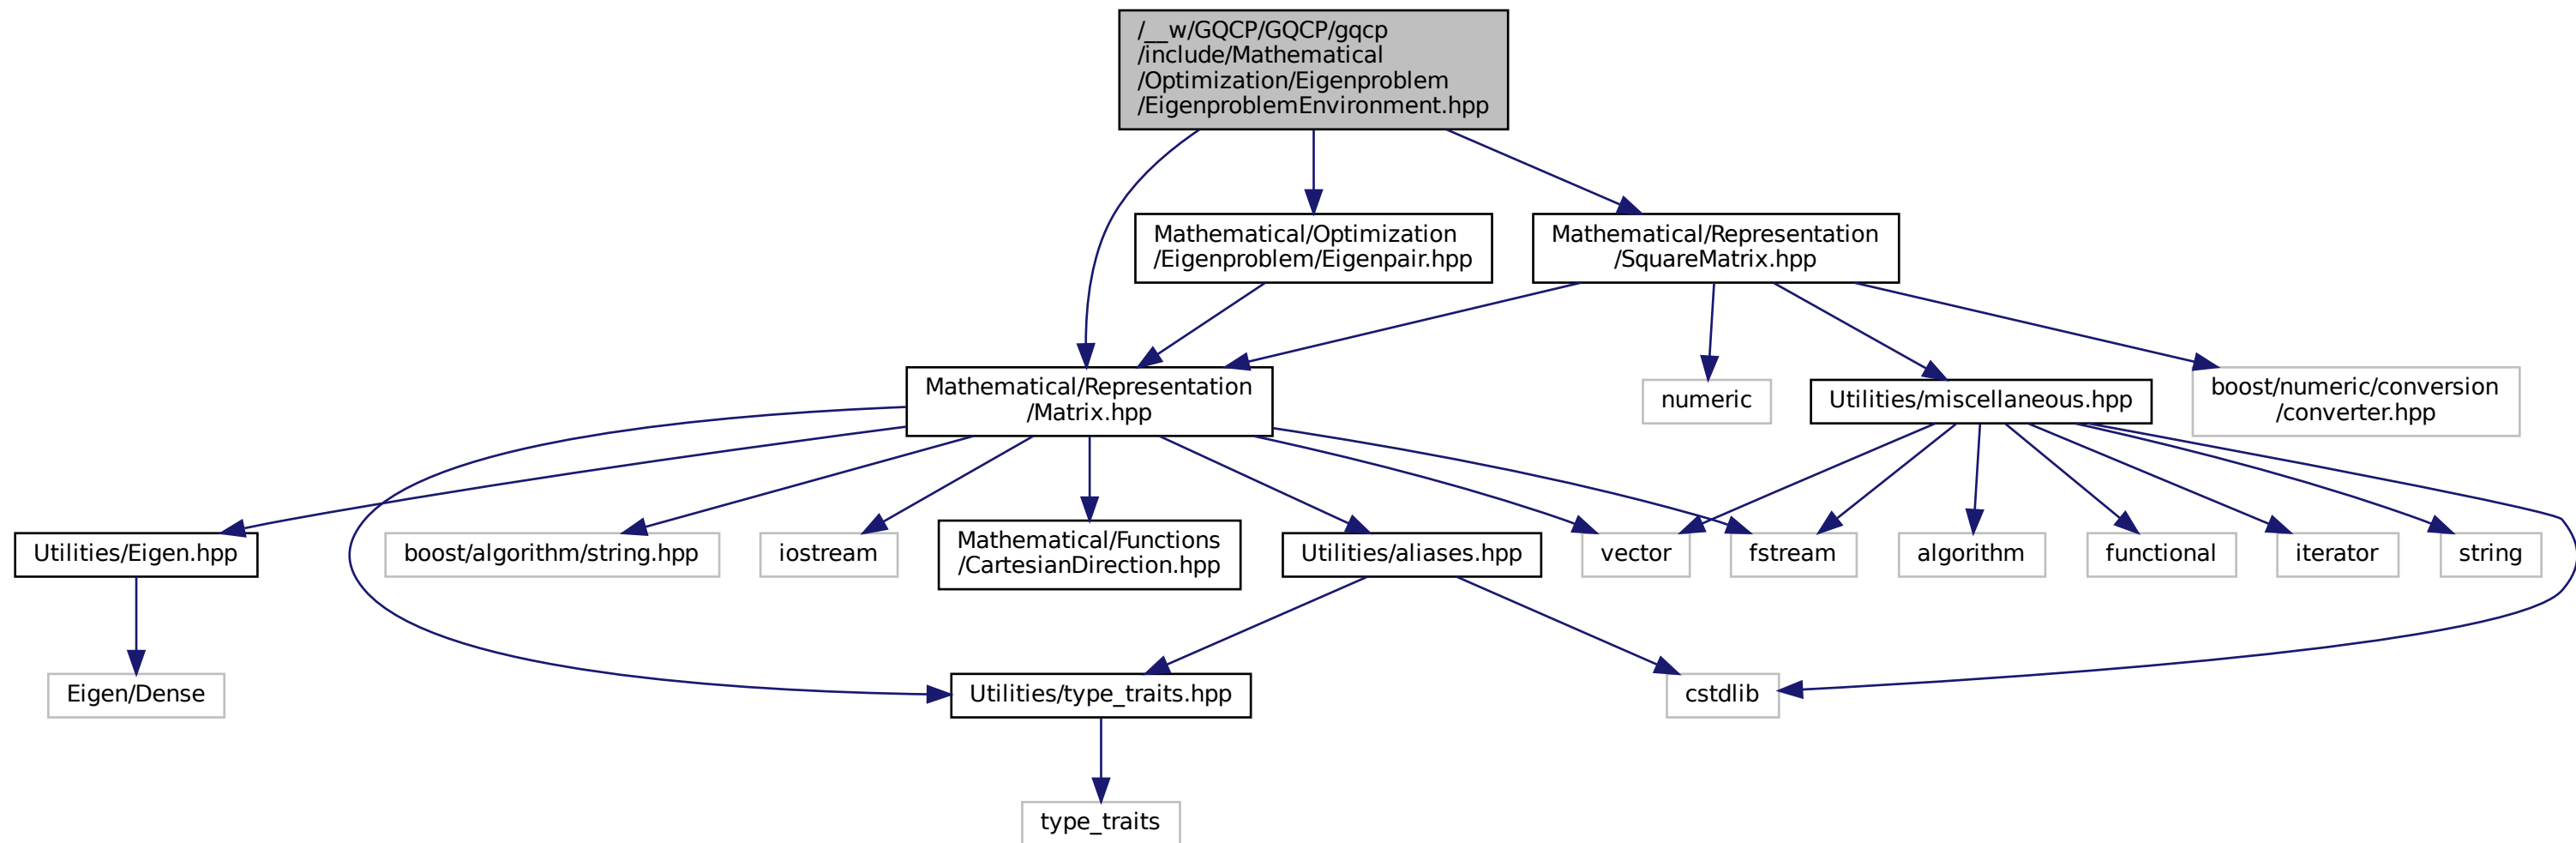 /__w/GQCP/GQCP/gqcp
/include/Mathematical
/Optimization/Eigenproblem
/EigenproblemEnvironment.hpp
Mathematical/Optimization
/Eigenproblem/Eigenpair.hpp
Mathematical/Representation
/SquareMatrix.hpp
Mathematical/Representation
/Matrix.hpp
numeric
Utilities/miscellaneous.hpp
boost/numeric/conversion
/converter.hpp
Utilities/Eigen.hpp
boost/algorithm/string.hpp
iostream
Mathematical/Functions
/CartesianDirection.hpp
Utilities/aliases.hpp
vector
fstream
algorithm
functional
iterator
string
Eigen/Dense
Utilities/type_traits.hpp
cstdlib
type_traits